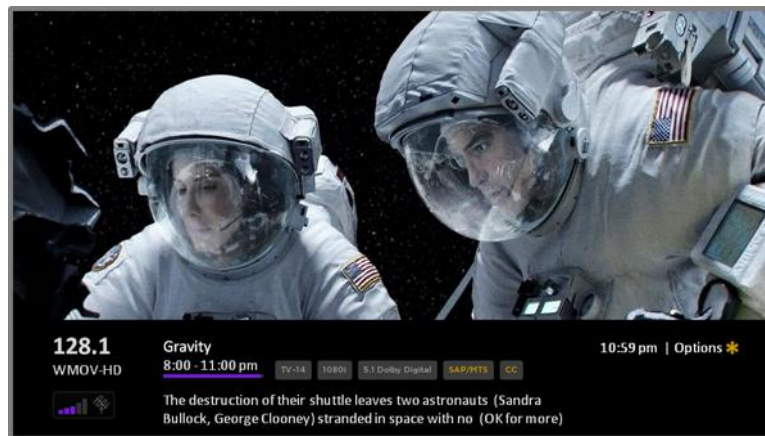 128.1
WMOV-HD
Gravity
8:00 - 11:00 pm
TV-14
1080i
5.1 Dolby Digital
SAP/MTS
CC
10:59 pm | Options ✱
The destruction of their shuttle leaves two astronauts (Sandra
Bullock, George Clooney) stranded in space with no (OK for more)